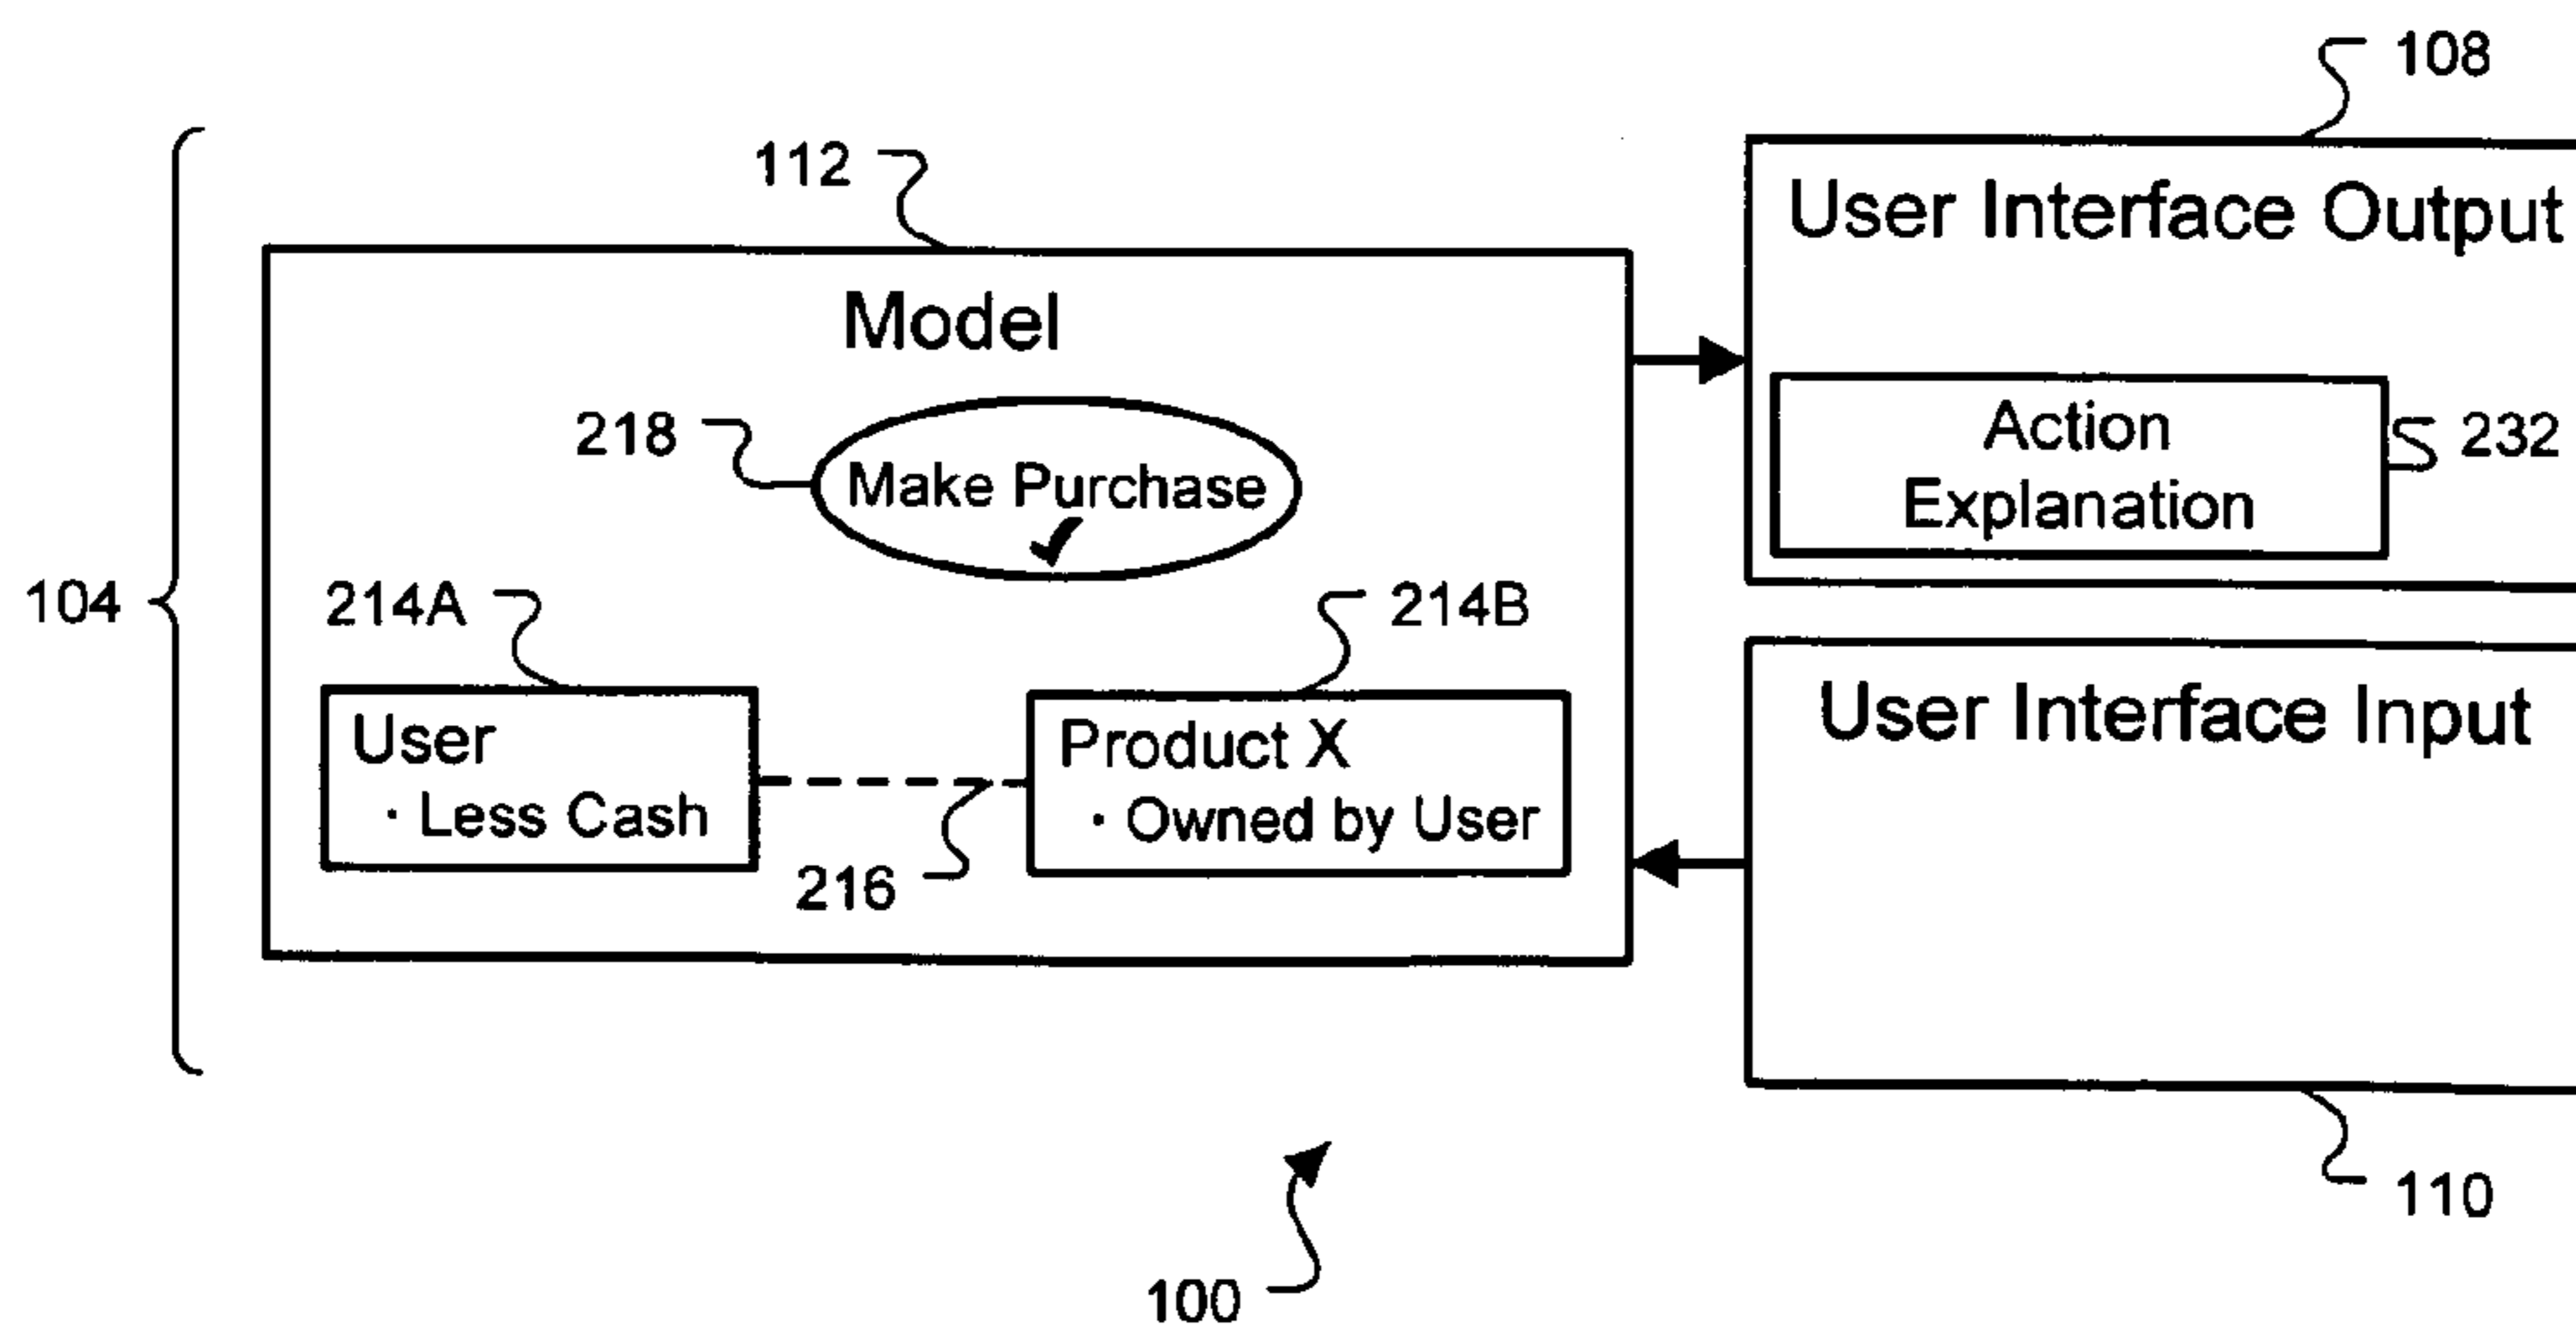 108
112
User Interface Output
Model
218
Make Purchase
✓
Action
Explanation
232
104
214A
214B
User
· Less Cash
Product X
· Owned by User
216
User Interface Input
110
100